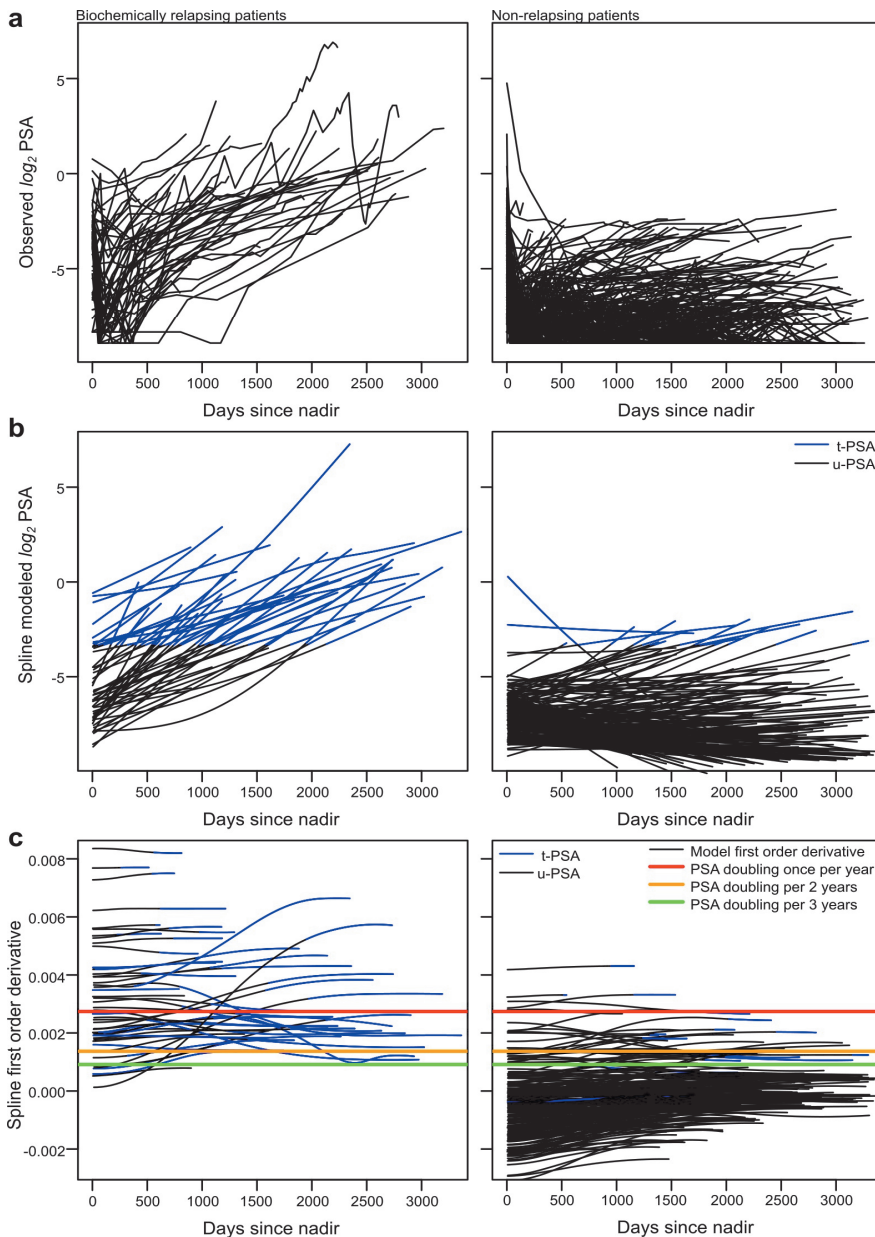 a
Biochemically relapsing patients
Non-relapsing patients
Observed log2 PSA
5
0
-5
0 500 1000 1500 2000 2500 3000
Days since nadir
0 500 1000 1500 2000 2500 3000
Days since nadir
b
Spline modeled log2 PSA
5
0
-5
t-PSA
u-PSA
0 500 1000 1500 2000 2500 3000
Days since nadir
0 500 1000 1500 2000 2500 3000
Days since nadir
c
Spline first order derivative
0.008
0.006
0.004
0.002
0.000
-0.002
t-PSA
u-PSA
Model first order derivative
PSA doubling once per year
PSA doubling per 2 years
PSA doubling per 3 years
0 500 1000 1500 2000 2500 3000
Days since nadir
0 500 1000 1500 2000 2500 3000
Days since nadir